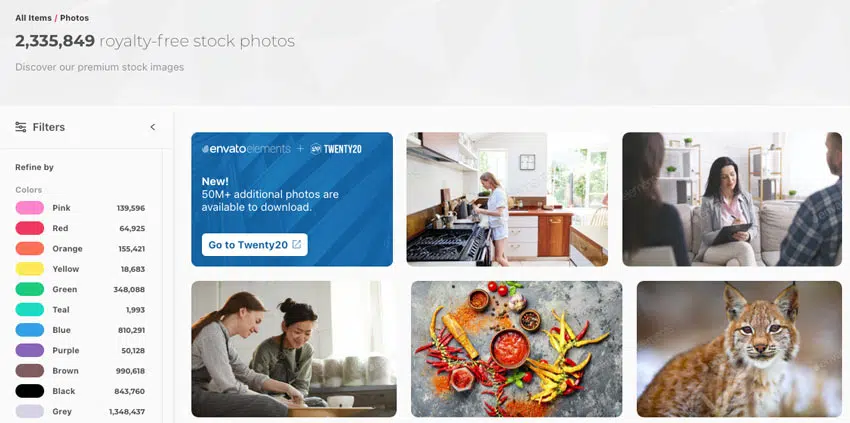 All Items / Photos
2,335,849 royalty-free stock photos
Discover our premium stock images
Filters
Refine by
Colors
Pink 139,596
Red 64,925
Orange 155,421
Yellow 18,683
Green 348,088
Teal 1,993
Blue 810,291
Purple 50,128
Brown 990,618
Black 843,760
Grey 1,348,437
envatoelements + TWENTY20
New!
50M+ additional photos are
available to download.
Go to Twenty20